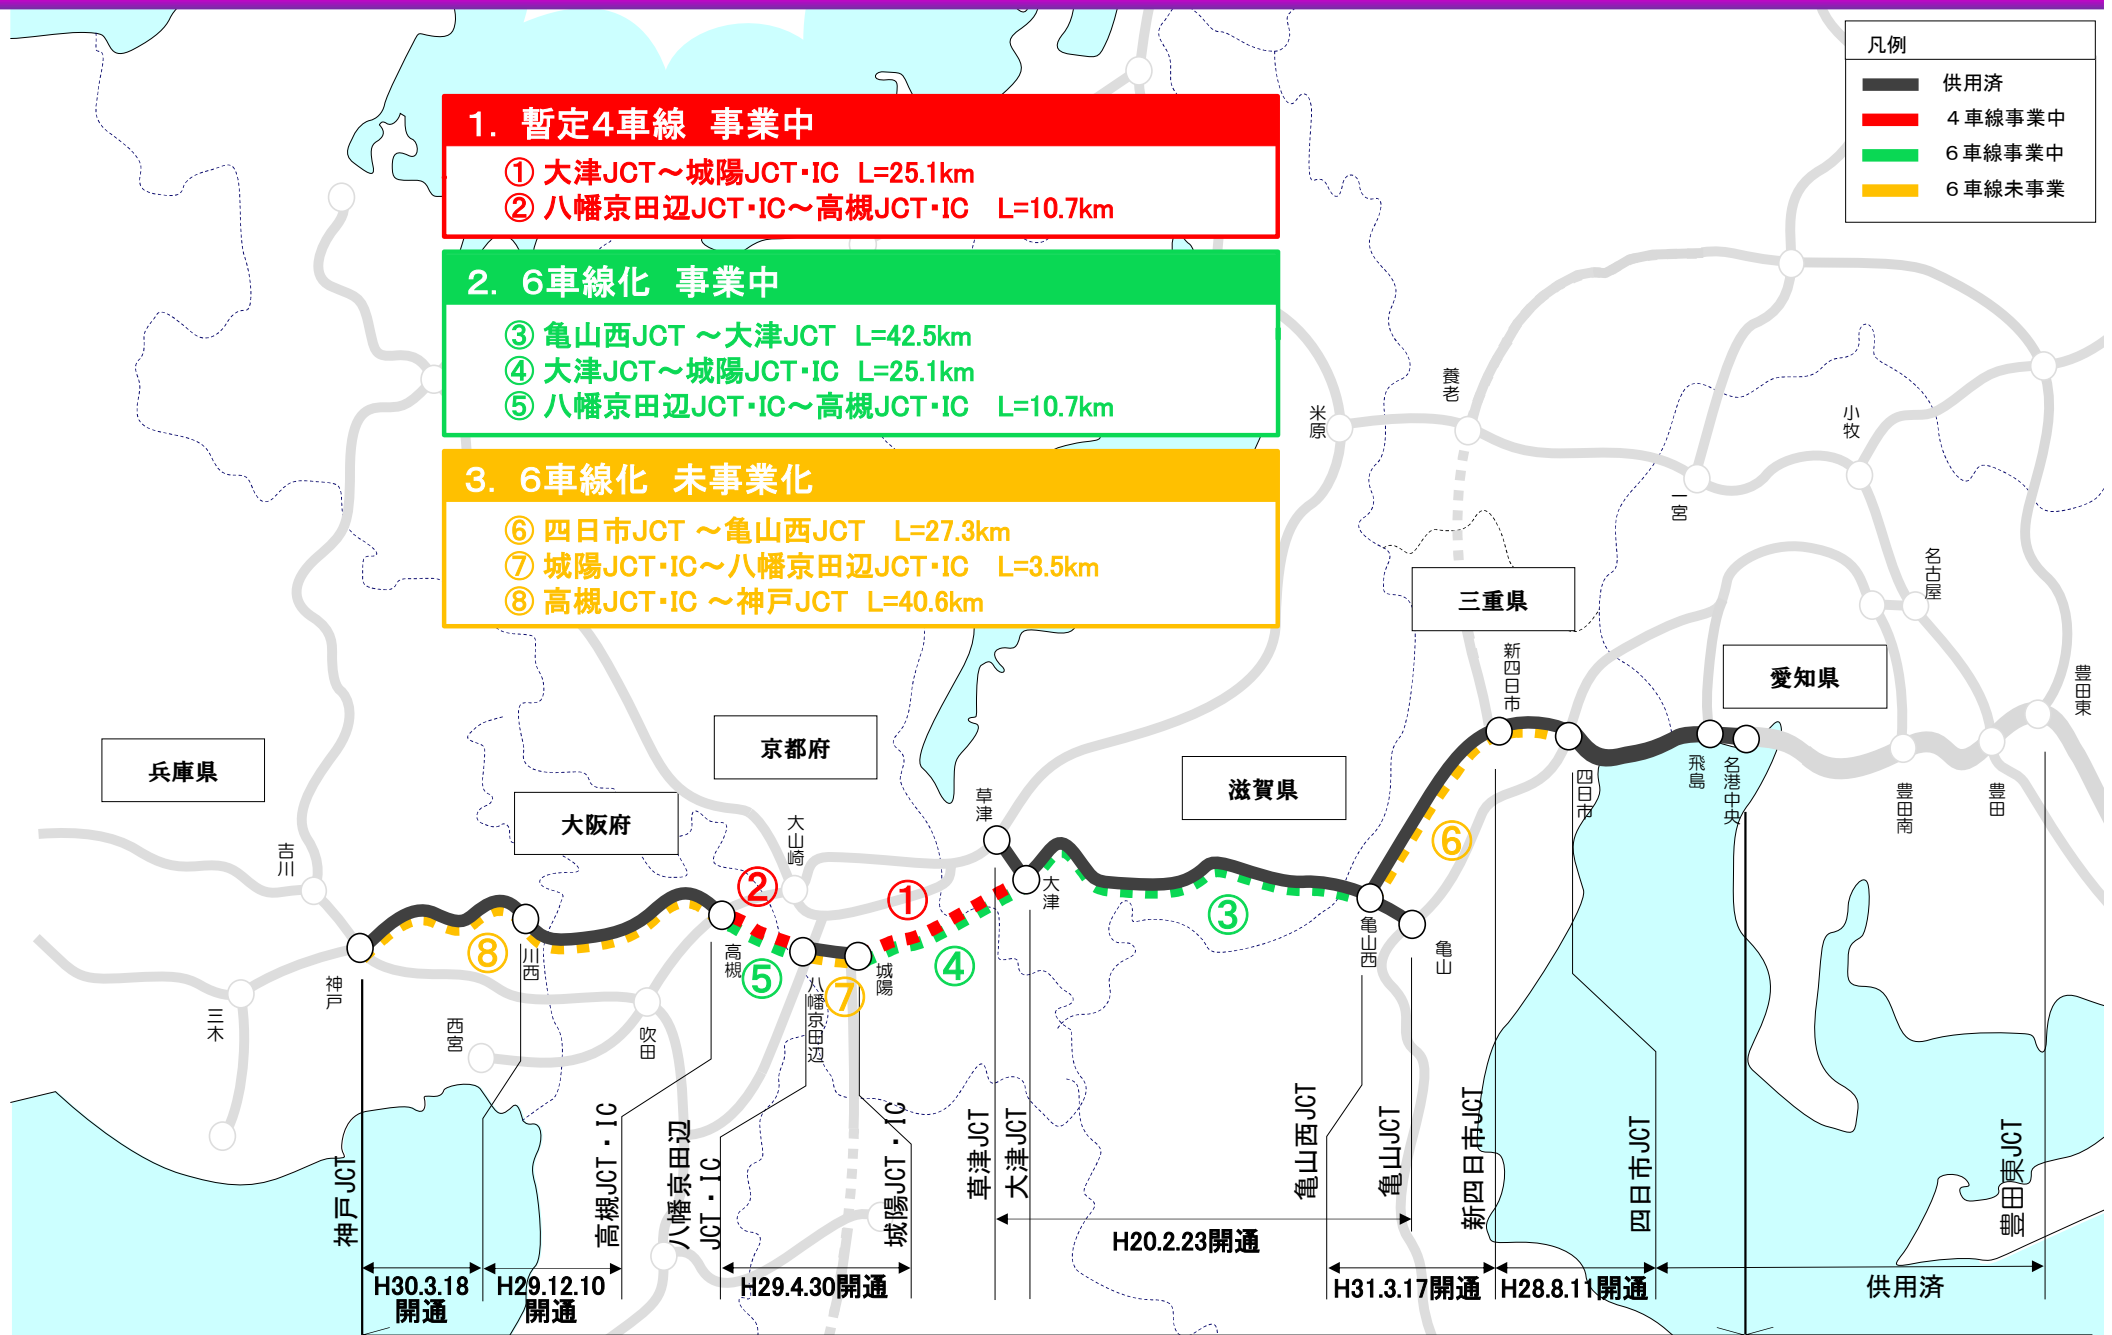 凡例
供用済
4車線事業中
6車線事業中
6車線未事業
1. 暫定4車線 事業中
① 大津JCT～城陽JCT・IC L=25.1km
② 八幡京田辺JCT・IC～高槻JCT・IC L=10.7km
2. 6車線化 事業中
③ 亀山西JCT ～大津JCT L=42.5km
④ 大津JCT～城陽JCT・IC L=25.1km
⑤ 八幡京田辺JCT・IC～高槻JCT・IC L=10.7km
3. 6車線化 未事業化
⑥ 四日市JCT ～亀山西JCT L=27.3km
⑦ 城陽JCT・IC～八幡京田辺JCT・IC L=3.5km
⑧ 高槻JCT・IC ～神戸JCT L=40.6km
養老
米原
小牧
一宮
名古屋
三重県
新四日市
愛知県
豊田東
京都府
兵庫県
滋賀県
大阪府
四日市
飛島
名港中央
豊田南
豊田
草津
大山崎
吉川
大津
①
②
③
④
⑤
⑥
⑦
⑧
川西
高槻
城陽
亀山西
亀山
神戸
八幡京田辺
三木
西宮
吹田
神戸JCT
高槻JCT・IC
八幡京田辺
JCT・IC
城陽JCT・IC
草津JCT
大津JCT
亀山西JCT
亀山JCT
新四日市JCT
四日市JCT
豊田東JCT
H20.2.23開通
H30.3.18
開通
H29.12.10
開通
H29.4.30開通
H31.3.17開通
H28.8.11開通
供用済